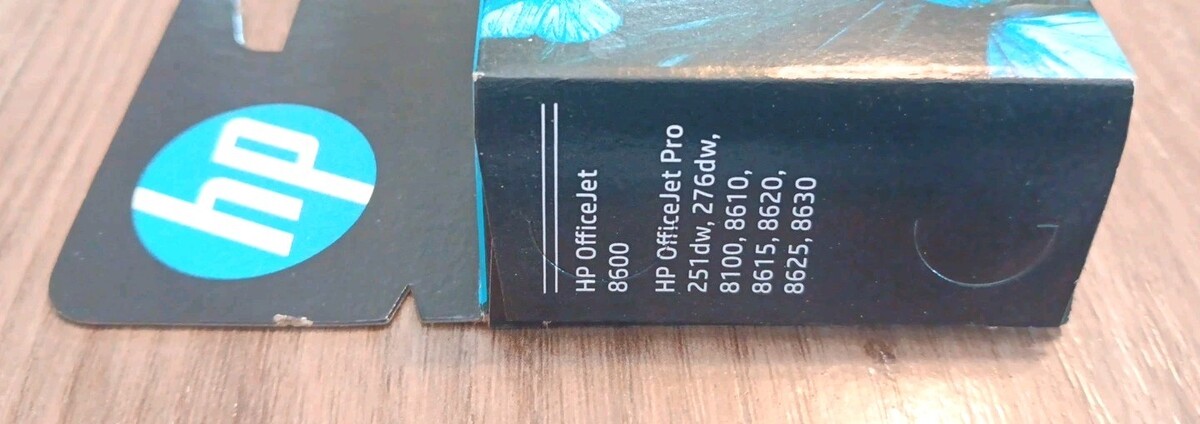 hp
HP OfficeJet
8600
HP OfficeJet Pro
251dw, 276dw,
8100, 8610,
8615, 8620,
8625, 8630